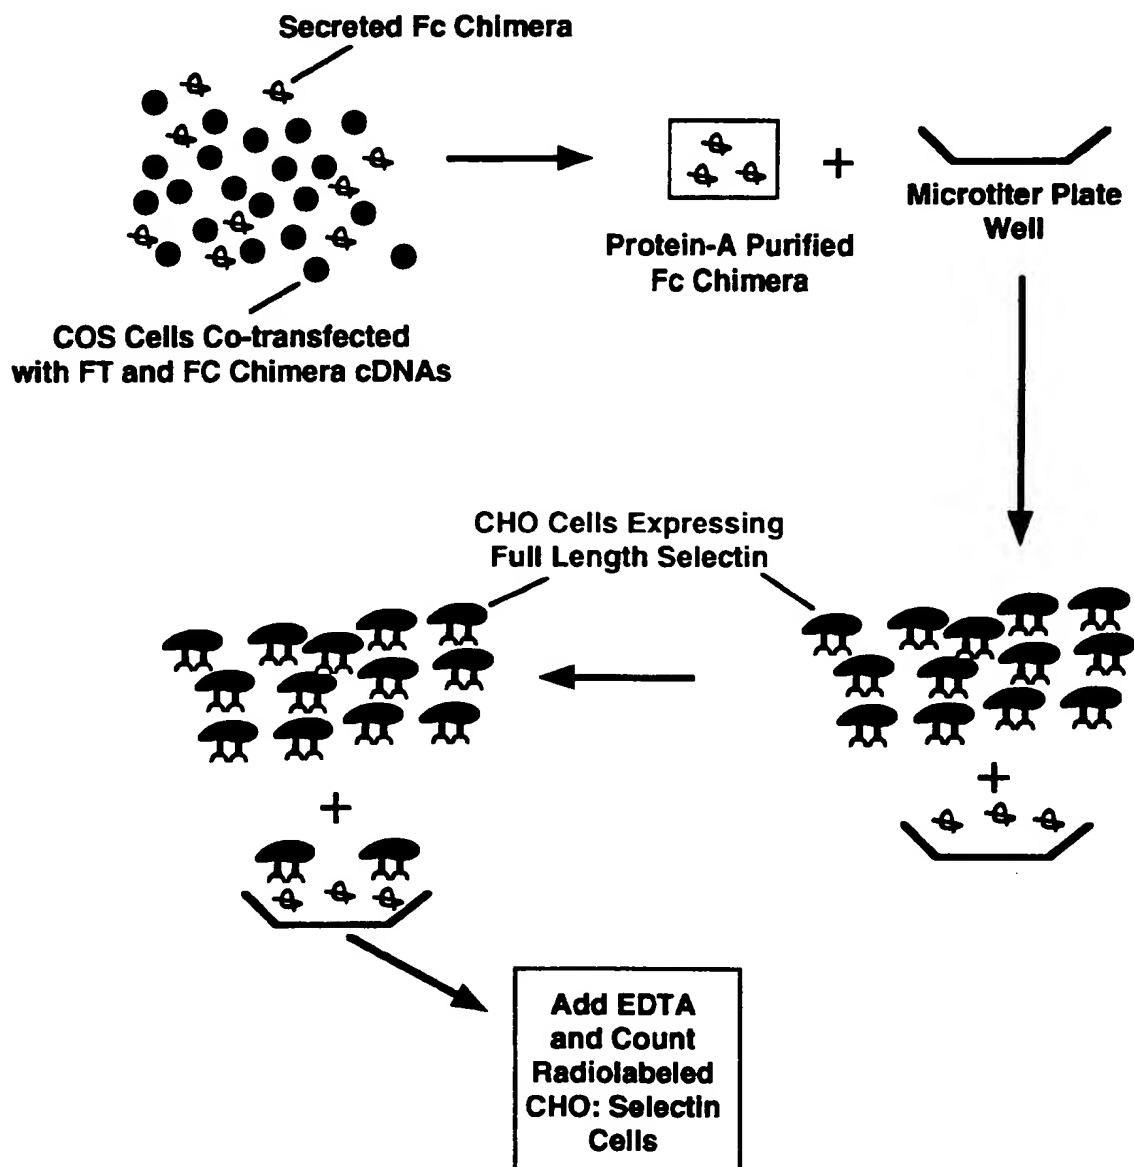 Secreted Fc Chimera
+
Microtiter Plate
Well
Protein-A Purified
Fc Chimera
COS Cells Co-transfected
with FT and FC Chimera cDNAs
CHO Cells Expressing
Full Length Selectin
+
+
Add EDTA
and Count
Radiolabeled
CHO: Selectin
Cells